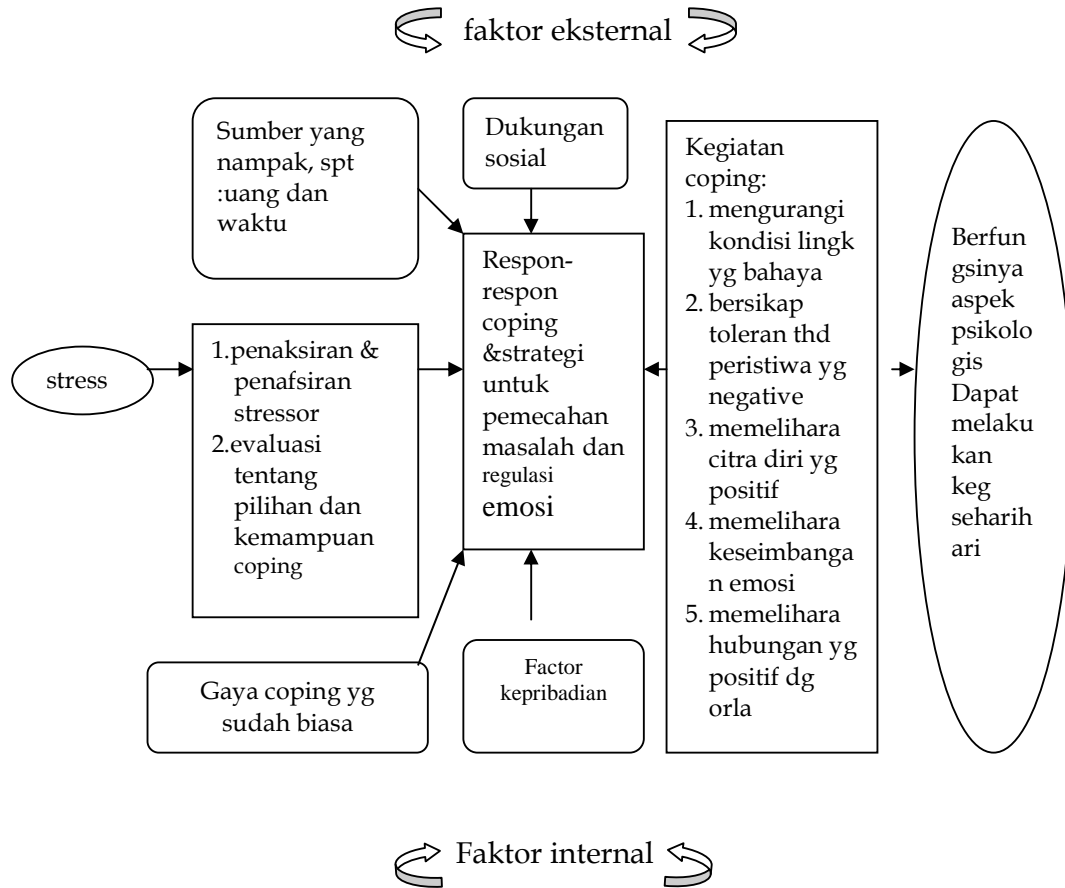 faktor eksternal
Sumber yang
nampak, spt
:uang dan
waktu
Dukungan
sosial
Kegiatan
coping:
1. mengurangi
kondisi lingk
yg bahaya
2. bersikap
toleran thd
peristiwa yg
negative
3. memelihara
citra diri yg
positif
4. memelihara
keseimbanga
n emosi
5. memelihara
hubungan yg
positif dg
orla
Berfun
gsinya
aspek
psikolo
gis
Dapat
melaku
kan
keg
seharih
ari
Respon-
respon
coping
&strategi
untuk
pemecahan
masalah dan
regulasi
emosi
stress
1.penaksiran &
penafsiran
stressor
2.evaluasi
tentang
pilihan dan
kemampuan
coping
Gaya coping yg
sudah biasa
Factor
kepribadian
Faktor internal